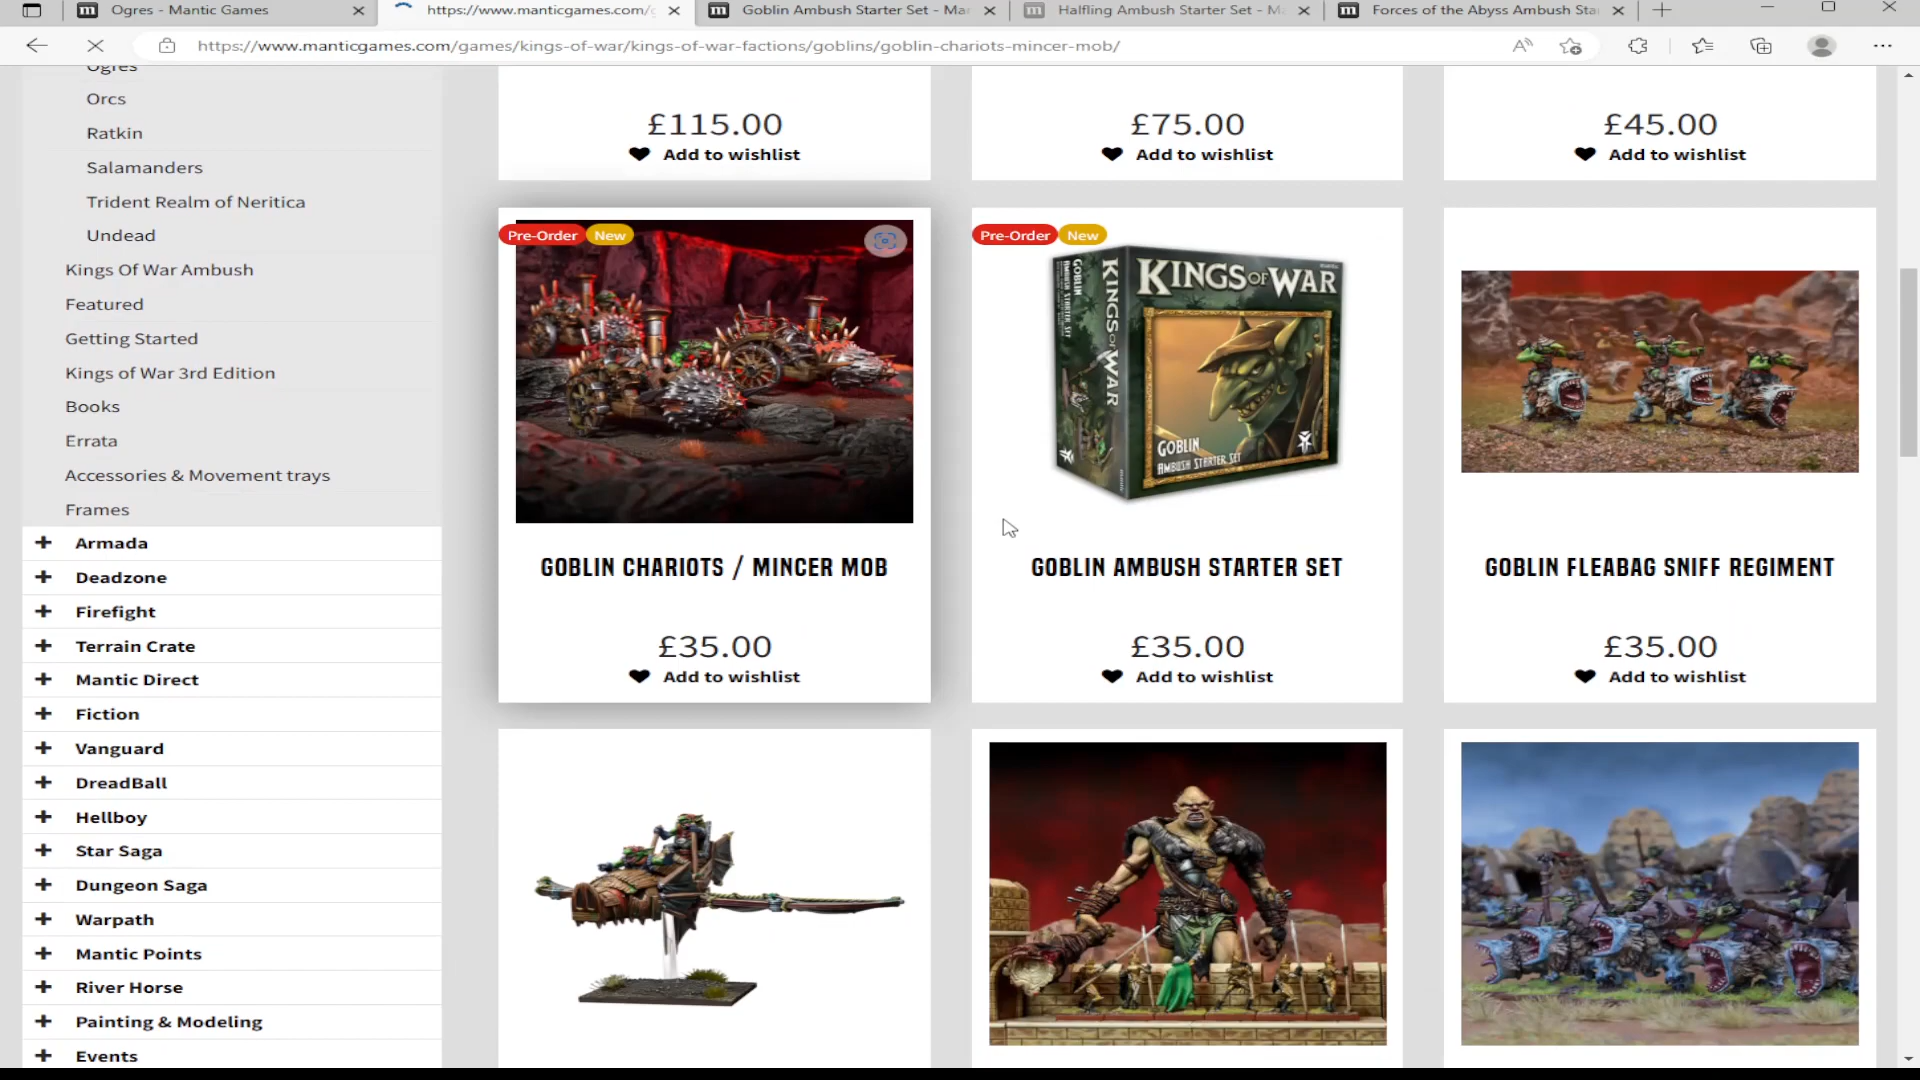 Ogres - Mantic Games
https://www.manticgames.com/g
Goblin Ambush Starter Set - Ma
Halfling Ambush Starter Set - M
Forces of the Abyss Ambush Sta
https://www.manticgames.com/games/kings-of-war/kings-of-war-factions/goblins/goblin-chariots-mincer-mob/
Ogres
Orcs
Ratkin
Salamanders
Trident Realm of Neritica
Undead
Kings Of War Ambush
Featured
Getting Started
Kings of War 3rd Edition
Books
Errata
Accessories & Movement trays
Frames
Armada
Deadzone
Firefight
Terrain Crate
Mantic Direct
Fiction
Vanguard
DreadBall
Hellboy
Star Saga
Dungeon Saga
Warpath
Mantic Points
River Horse
Painting & Modeling
Events
£115.00
Add to wishlist
£75.00
Add to wishlist
£45.00
Add to wishlist
Pre-Order New
GOBLIN CHARIOTS / MINCER MOB
£35.00
Add to wishlist
Pre-Order New
KINGS OF WAR
GOBLIN
AMBUSH STARTER SET
KINGS OF WAR
GOBLIN
AMBUSH STARTER SET
GOBLIN AMBUSH STARTER SET
£35.00
Add to wishlist
GOBLIN FLEABAG SNIFF REGIMENT
£35.00
Add to wishlist